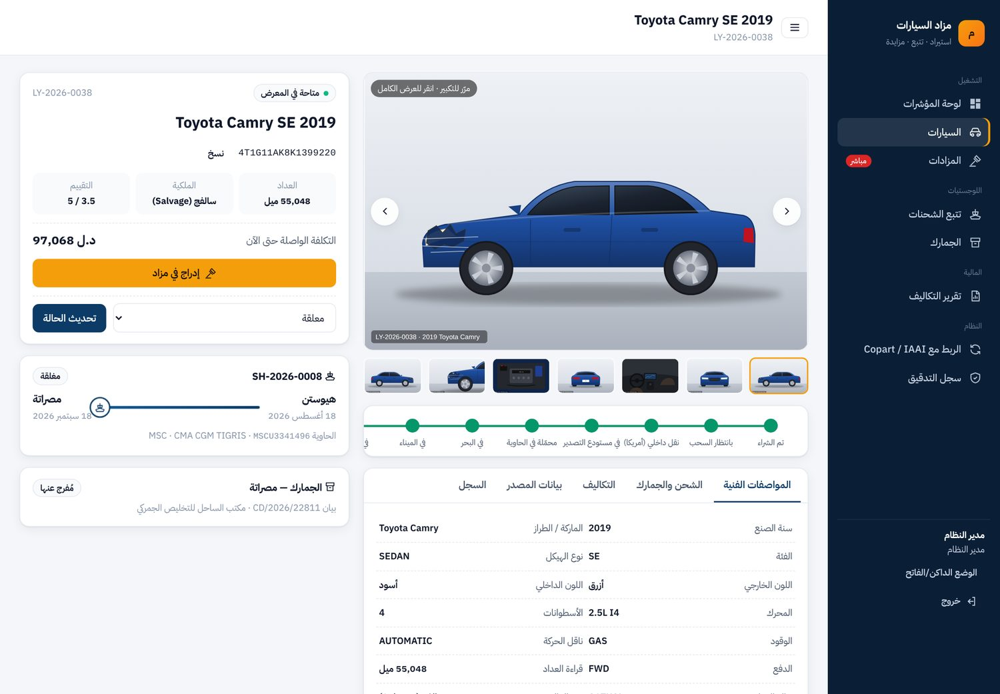 م
مزاد السيارات
استيراد · تتبع · مزايدة
التشغيل
لوحة المؤشرات
السيارات
المزادات
مباشر
اللوجستيات
تتبع الشحنات
الجمارك
المالية
تقرير التكاليف
النظام
الربط مع Copart / IAAI
سجل التدقيق
مدير النظام
مدير النظام
الوضع الداكن/الفاتح
خروج
Toyota Camry SE 2019
LY-2026-0038
مرّر للتكبير · انقر للعرض الكامل
LY-2026-0038 · 2019 Toyota Camry
تم الشراء
بانتظار السحب
نقل داخلي (أمريكا)
في مستودع التصدير
محمّلة في الحاوية
في البحر
في الميناء
المواصفات الفنية
الشحن والجمارك
التكاليف
بيانات المصدر
السجل
سنة الصنع 2019
الماركة / الطراز Toyota Camry
الفئة SE
نوع الهيكل SEDAN
اللون الخارجي أزرق
اللون الداخلي أسود
المحرك 2.5L I4
الأسطوانات 4
الوقود GAS
ناقل الحركة AUTOMATIC
الدفع FWD
قراءة العداد 55,048 ميل
متاحة في المعرض
LY-2026-0038
Toyota Camry SE 2019
4T1G11AK8K1399220 نسخ
العداد
55,048 ميل
الملكية
سالفج (Salvage)
التقييم
3.5 / 5
التكلفة الواصلة حتى الآن
97,068 د.ل
إدراج في مزاد
معلقة
تحديث الحالة
SH-2026-0008
مغلقة
هيوستن
18 أغسطس 2026
مصراتة
18 سبتمبر 2026
الحاوية MSC · CMA CGM TIGRIS · MSCU3341496
الجمارك — مصراتة
مُفرج عنها
بيان CD/2026/22811 · مكتب الساحل للتخليص الجمركي